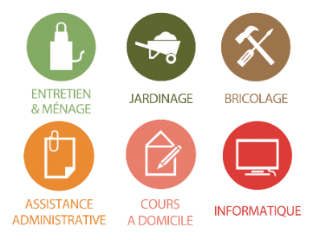 ENTRETIEN
& MÉNAGE
JARDINAGE
BRICOLAGE
ASSISTANCE
ADMINISTRATIVE
COURS
A DOMICILE
INFORMATIQUE